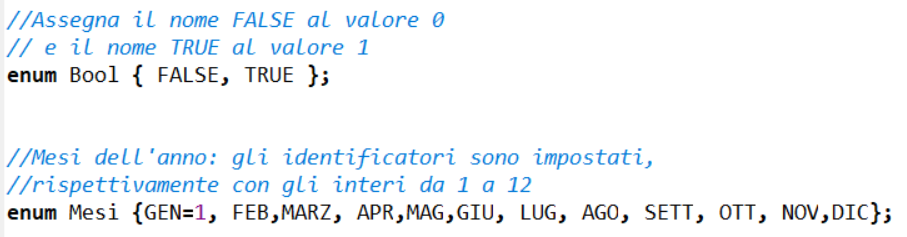 //Assegna il nome FALSE al valore 0
// e il nome TRUE al valore 1
enum Bool { FALSE, TRUE };
//Mesi dell'anno: gli identificatori sono impostati,
//rispettivamente con gli interi da 1 a 12
enum Mesi {GEN=1, FEB,MARZ, APR,MAG,GIU, LUG, AGO, SETT, OTT, NOV,DIC};